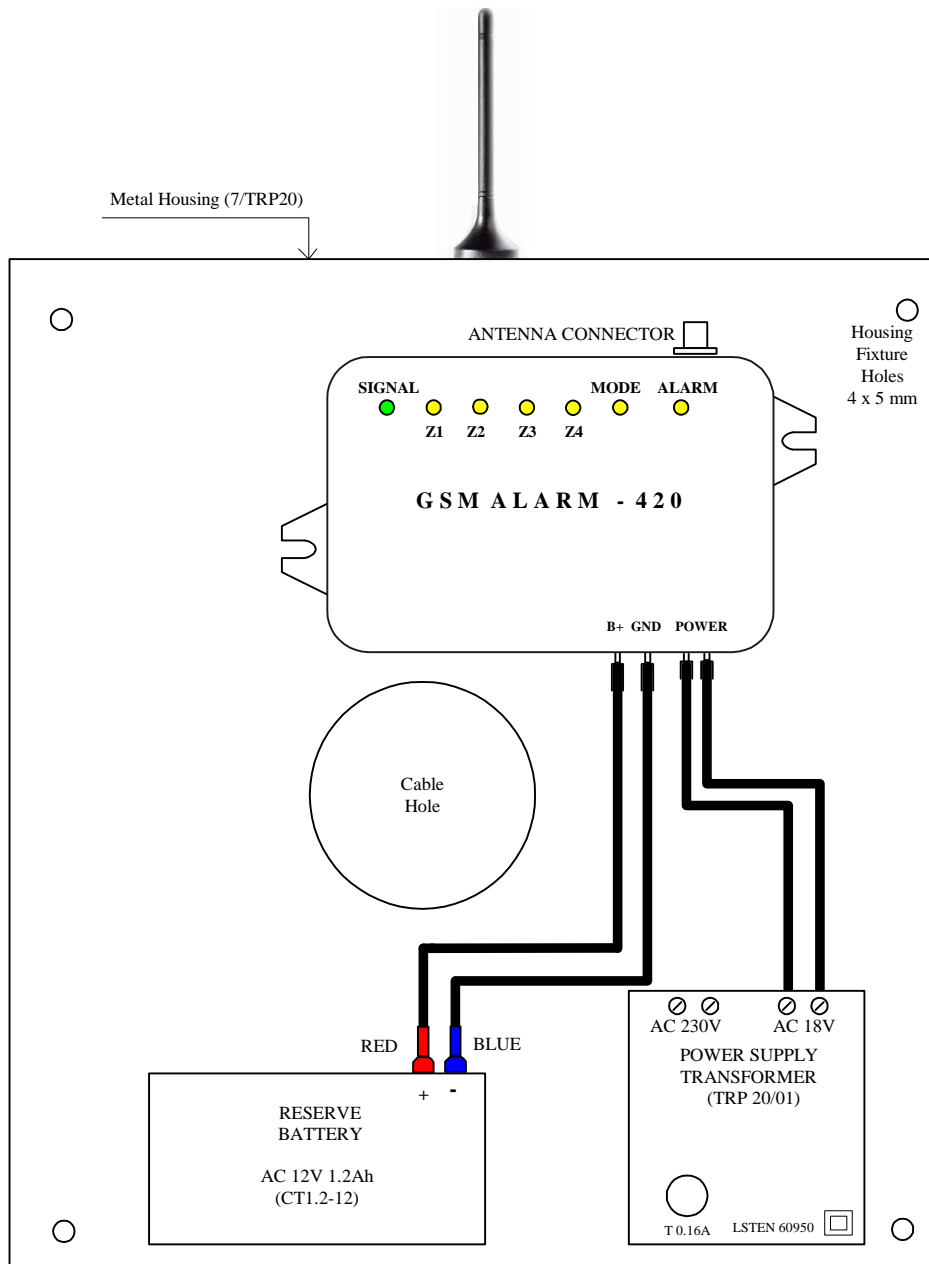 Metal Housing (7/TRP20)
ANTENNA CONNECTOR
Housing
Fixture
Holes
4 x 5 mm
SIGNAL
MODE
ALARM
Z1
Z2
Z3
Z4
GSM ALARM - 420
B+
GND
POWER
Cable
Hole
RED
BLUE
+
-
RESERVE
BATTERY
AC 12V 1.2Ah
(CT1.2-12)
AC 230V
AC 18V
POWER SUPPLY
TRANSFORMER
(TRP 20/01)
T 0.16A
LSTEN 60950